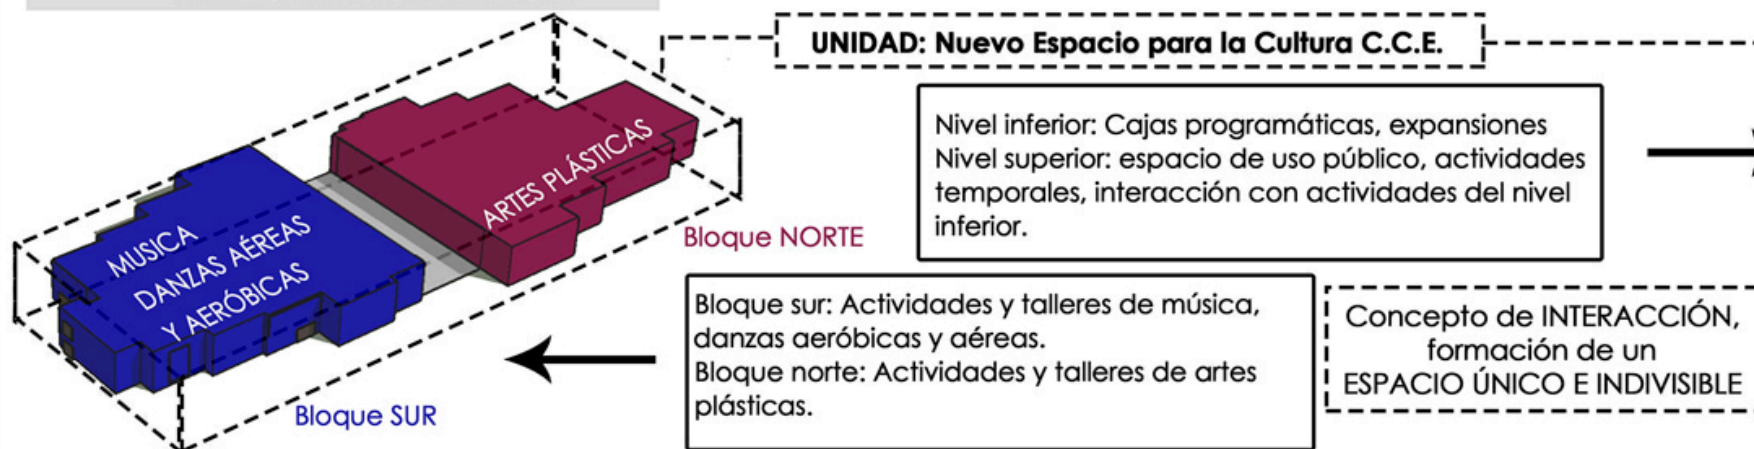 UNIDAD: Nuevo Espacio para la Cultura C.C.E.
Nivel inferior: Cajas programáticas, expansiones
Nivel superior: espacio de uso público, actividades
temporales, interacción con actividades del nivel
inferior.
MUSICA
DANZAS AÉREAS
Y AERÓBICAS
ARTES PLÁSTICAS
Bloque NORTE
Bloque SUR
Bloque sur: Actividades y talleres de música,
danzas aeróbicas y aéreas.
Bloque norte: Actividades y talleres de artes
plásticas.
Concepto de INTERACCIÓN,
formación de un
ESPACIO ÚNICO E INDIVISIBLE